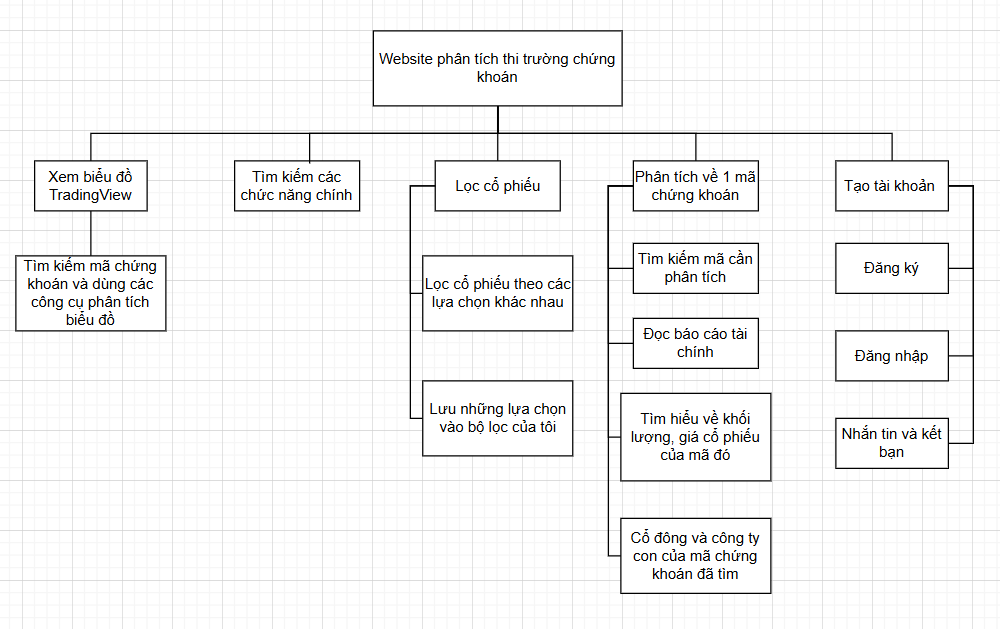 Website phân tích thi trường chứng
khoán
Xem biểu đồ
TradingView
Tìm kiếm các
chức năng chính
Lọc cổ phiếu
Phân tích về 1 mã
chứng khoán
Tạo tài khoản
Tìm kiếm mã chứng
khoán và dùng các
công cụ phân tích
biểu đồ
Lọc cổ phiếu theo các
lựa chọn khác nhau
Lưu những lựa chọn
vào bộ lọc của tôi
Tìm kiếm mã cần
phân tích
Đọc báo cáo tài
chính
Tìm hiểu về khối
lượng, giá cổ phiếu
của mã đó
Cổ đông và công ty
con của mã chứng
khoán đã tìm
Đăng ký
Đăng nhập
Nhắn tin và kết
bạn